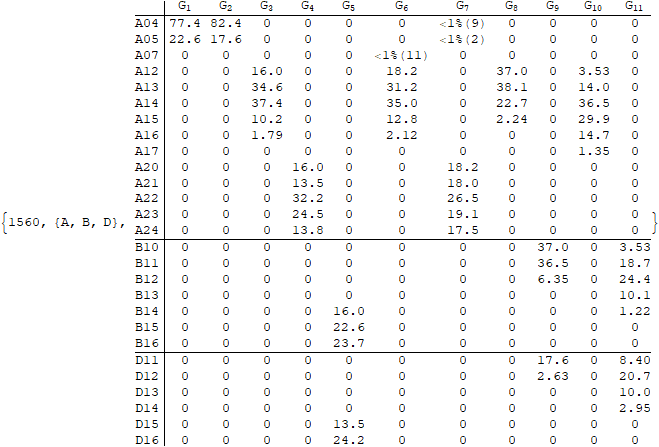 G₁ G₂ G₃ G₄ G₅ G₆ G₇ G₈ G₉ G₁₀ G₁₁
A04 77.4 82.4 0 0 0 0 <1%(9) 0 0 0 0
A05 22.6 17.6 0 0 0 0 <1%(2) 0 0 0 0
A07 0 0 0 0 0 <1%(11) 0 0 0 0 0
A12 0 0 16.0 0 0 18.2 0 37.0 0 3.53 0
A13 0 0 34.6 0 0 31.2 0 38.1 0 14.0 0
A14 0 0 37.4 0 0 35.0 0 22.7 0 36.5 0
A15 0 0 10.2 0 0 12.8 0 2.24 0 29.9 0
A16 0 0 1.79 0 0 2.12 0 0 0 14.7 0
A17 0 0 0 0 0 0 0 0 0 1.35 0
A20 0 0 0 16.0 0 0 18.2 0 0 0 0
A21 0 0 0 13.5 0 0 18.0 0 0 0 0
A22 0 0 0 32.2 0 0 26.5 0 0 0 0
{1560, {A, B, D}, A23 0 0 0 24.5 0 0 19.1 0 0 0 0 }
A24 0 0 0 13.8 0 0 17.5 0 0 0 0
B10 0 0 0 0 0 0 0 0 37.0 0 3.53
B11 0 0 0 0 0 0 0 0 36.5 0 18.7
B12 0 0 0 0 0 0 0 0 6.35 0 24.4
B13 0 0 0 0 0 0 0 0 0 0 10.1
B14 0 0 0 0 16.0 0 0 0 0 0 1.22
B15 0 0 0 0 22.6 0 0 0 0 0 0
B16 0 0 0 0 23.7 0 0 0 0 0 0
D11 0 0 0 0 0 0 0 0 17.6 0 8.40
D12 0 0 0 0 0 0 0 0 2.63 0 20.7
D13 0 0 0 0 0 0 0 0 0 0 10.0
D14 0 0 0 0 0 0 0 0 0 0 2.95
D15 0 0 0 0 13.5 0 0 0 0 0 0
D16 0 0 0 0 24.2 0 0 0 0 0 0